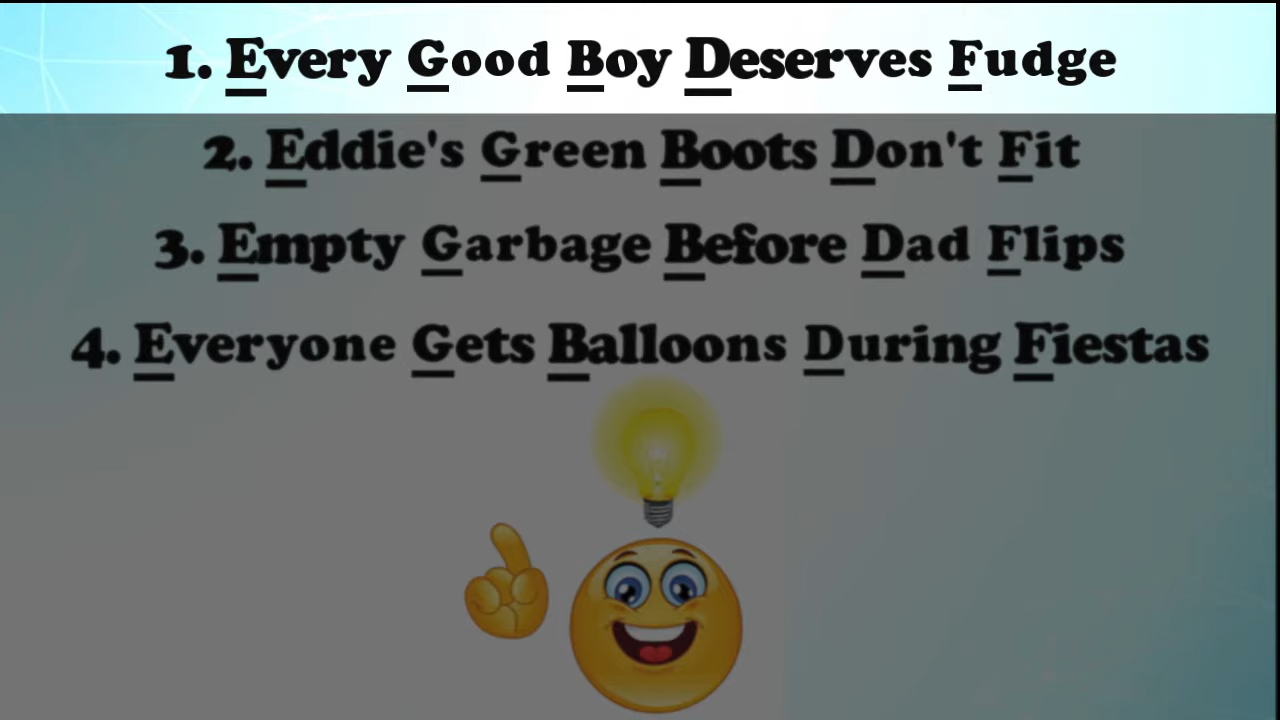 1. Every Good Boy Deserves Fudge
2. Eddie's Green Boots Don't Fit
3. Empty Garbage Before Dad Flips
4. Everyone Gets Balloons During Fiestas